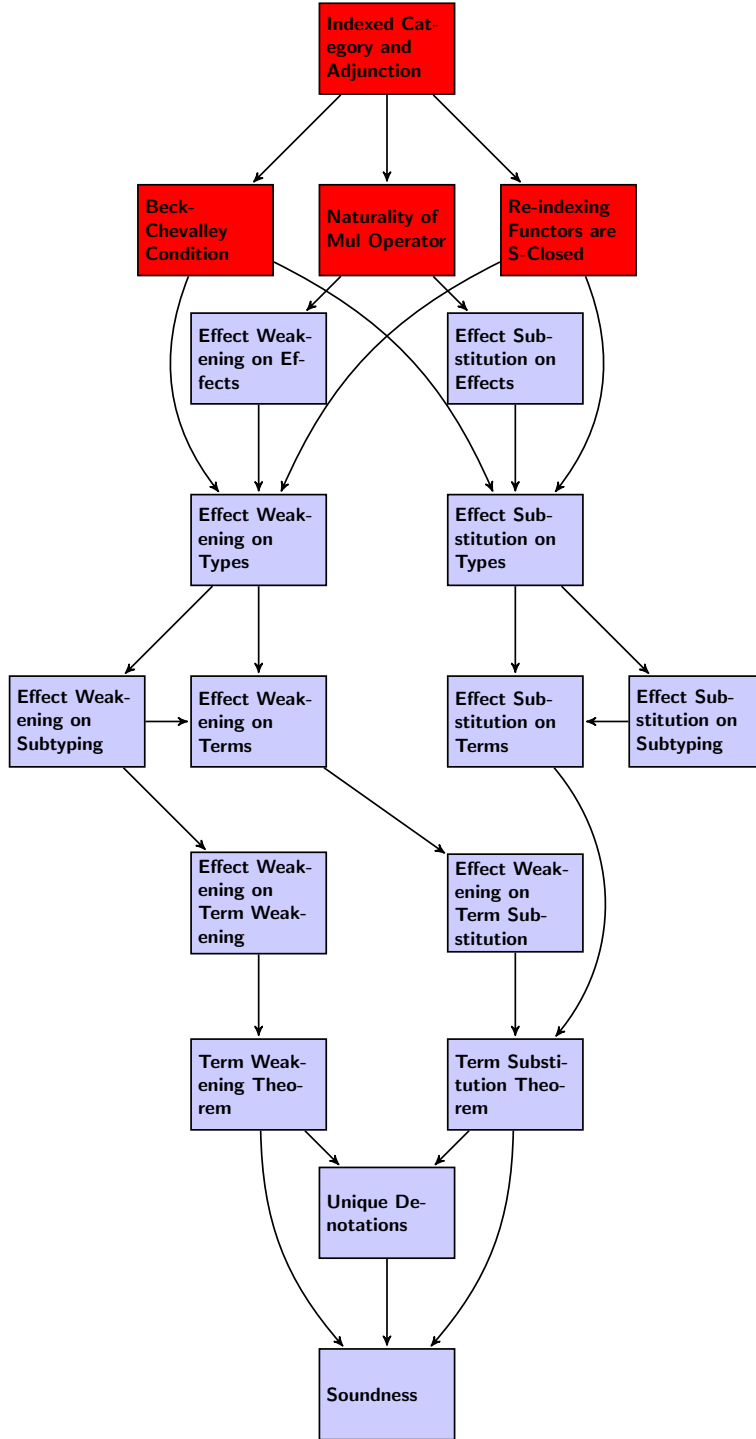 Indexed Cat-
egory and
Adjunction
Beck-
Chevalley
Condition
Naturality of
Mul Operator
Re-indexing
Functors are
S-Closed
Effect Weak-
ening on Ef-
fects
Effect Sub-
stitution on
Effects
Effect Weak-
ening on
Types
Effect Sub-
stitution on
Types
Effect Weak-
ening on
Subtyping
Effect Weak-
ening on
Terms
Effect Sub-
stitution on
Terms
Effect Sub-
stitution on
Subtyping
Effect Weak-
ening on
Term Weak-
ening
Effect Weak-
ening on
Term Sub-
stitution
Term Weak-
ening Theo-
rem
Term Substi-
tution Theo-
rem
Unique De-
notations
Soundness